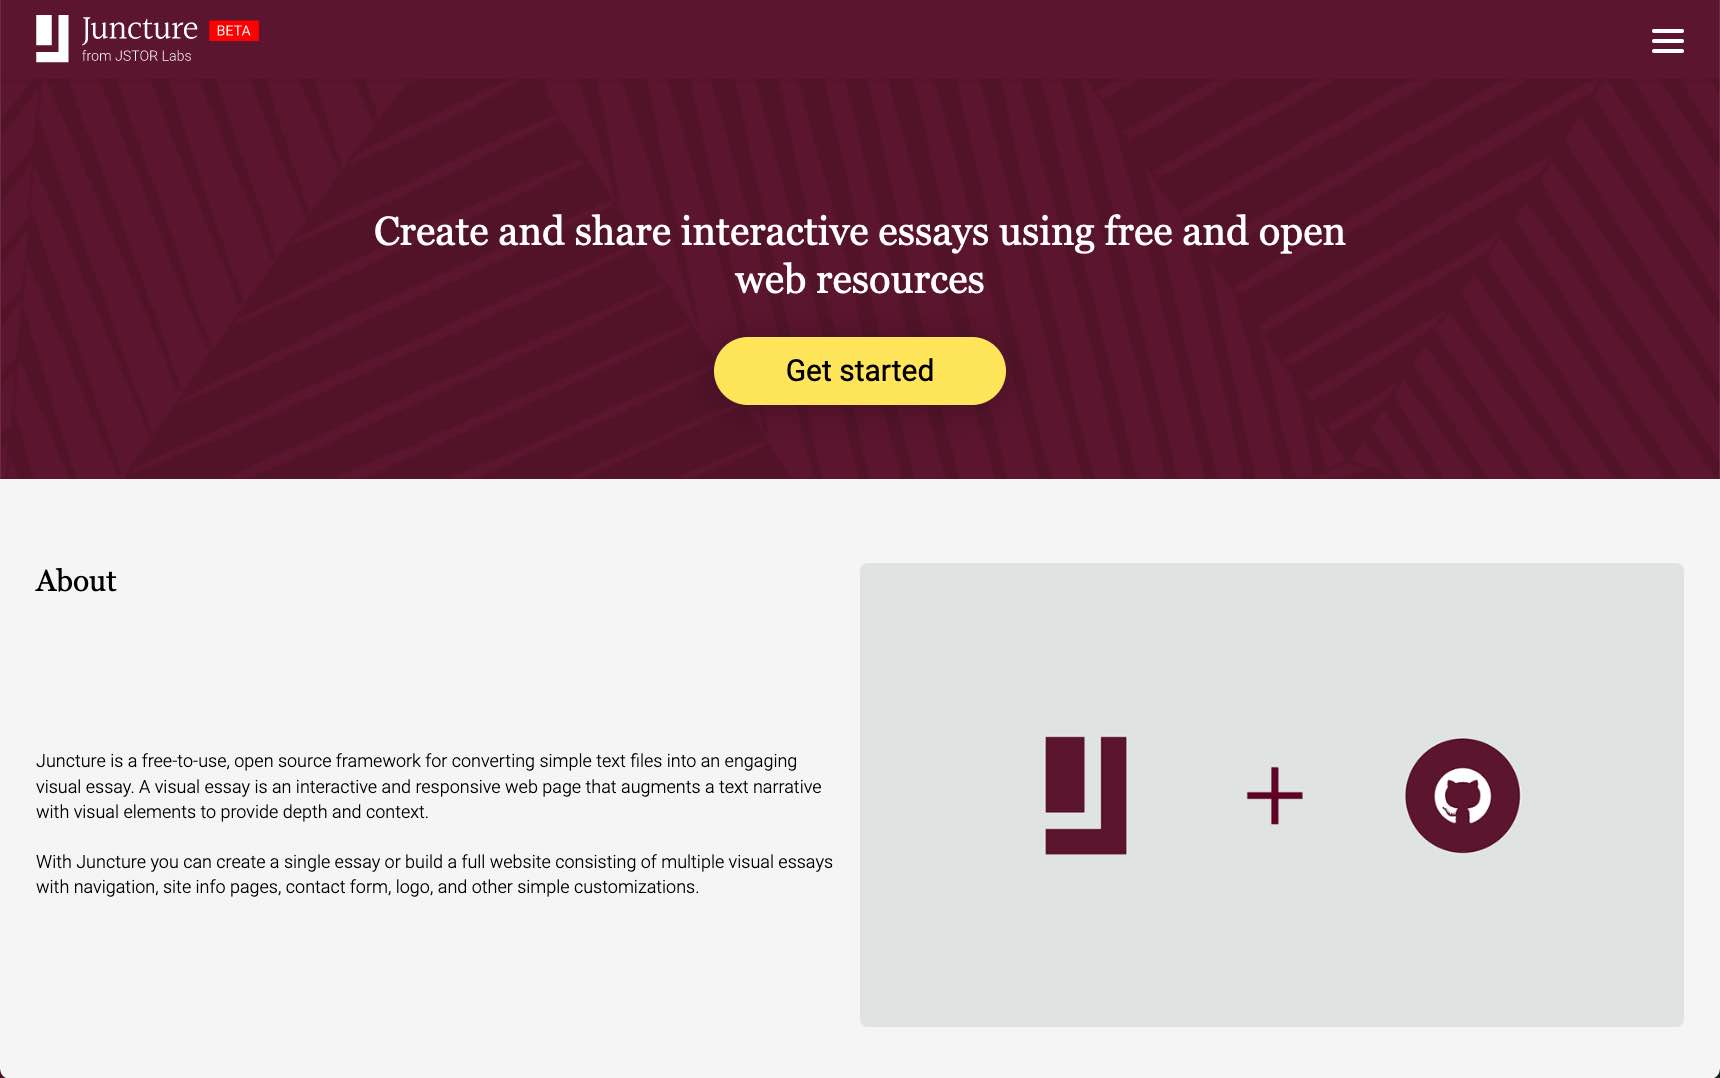 Juncture BETA
from JSTOR Labs
Create and share interactive essays using free and open
web resources
Get started
About
Juncture is a free-to-use, open source framework for converting simple text files into an engaging
visual essay. A visual essay is an interactive and responsive web page that augments a text narrative
with visual elements to provide depth and context.
With Juncture you can create a single essay or build a full website consisting of multiple visual essays
with navigation, site info pages, contact form, logo, and other simple customizations.